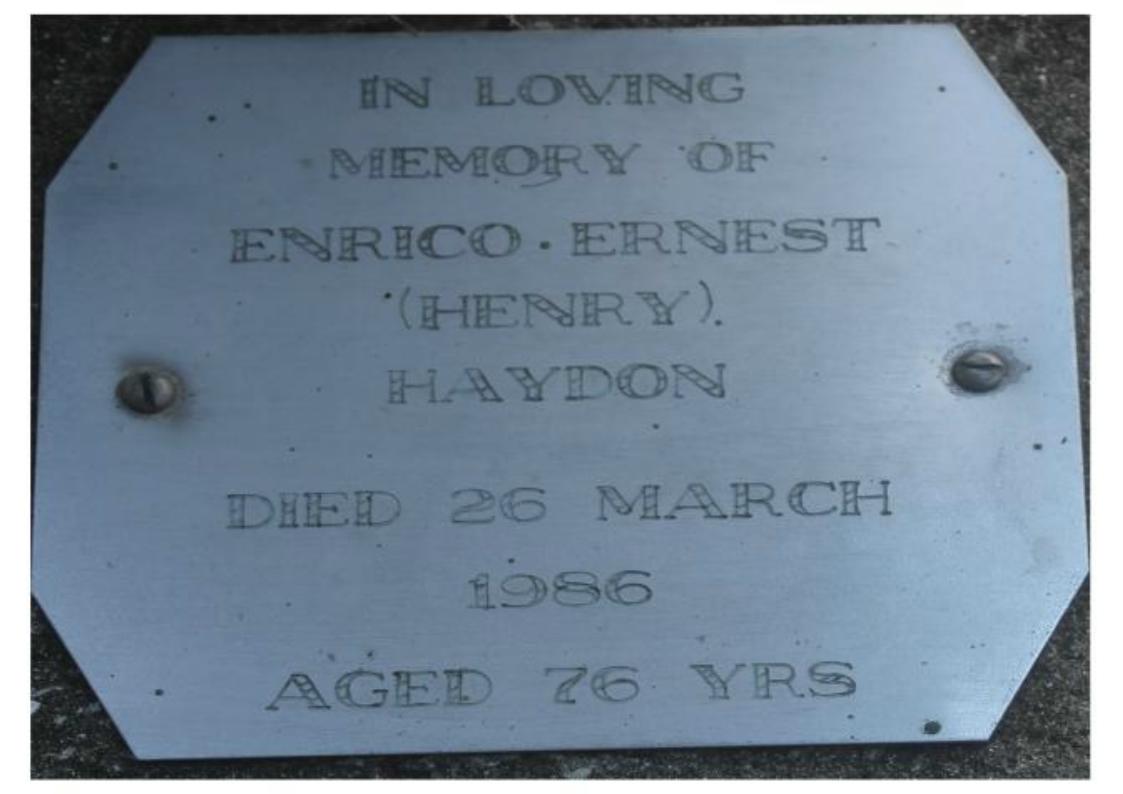 IN LOVING
MEMORY OF
ENRICO · ERNEST
(HENRY).
HAYDON
DIED 26 MARCH
1986
AGED 76 YRS